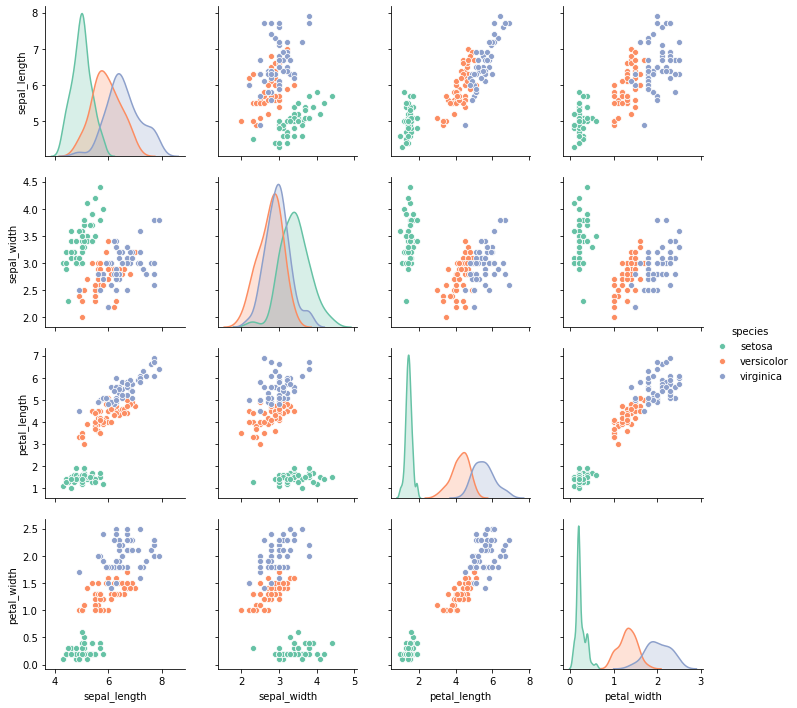 8
7
6
5
sepal_length
4.5
4.0
3.5
3.0
2.5
2.0
sepal_width
species
setosa
versicolor
virginica
7
6
5
4
3
2
1
petal_length
2.5
2.0
1.5
1.0
0.5
0.0
petal_width
4 6 8 2 3 4 5 2 4 6 8 0 1 2 3
sepal_length sepal_width petal_length petal_width